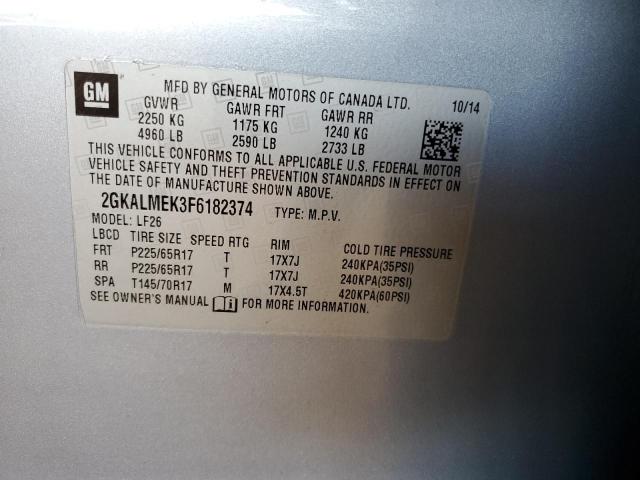 GM
MFD BY GENERAL MOTORS OF CANADA LTD. 10/14
GVWR GAWR FRT GAWR RR
2250 KG 1175 KG 1240 KG
4960 LB 2590 LB 2733 LB
THIS VEHICLE CONFORMS TO ALL APPLICABLE U.S. FEDERAL MOTOR
VEHICLE SAFETY AND THEFT PREVENTION STANDARDS IN EFFECT ON
THE DATE OF MANUFACTURE SHOWN ABOVE.
2GKALMEK3F6182374 TYPE: M.P.V.
MODEL: LF26
LBCD TIRE SIZE SPEED RTG RIM COLD TIRE PRESSURE
FRT P225/65R17 T 17X7J 240KPA(35PSI)
RR P225/65R17 T 17X7J 240KPA(35PSI)
SPA T145/70R17 M 17X4.5T 420KPA(60PSI)
SEE OWNER'S MANUAL FOR MORE INFORMATION.